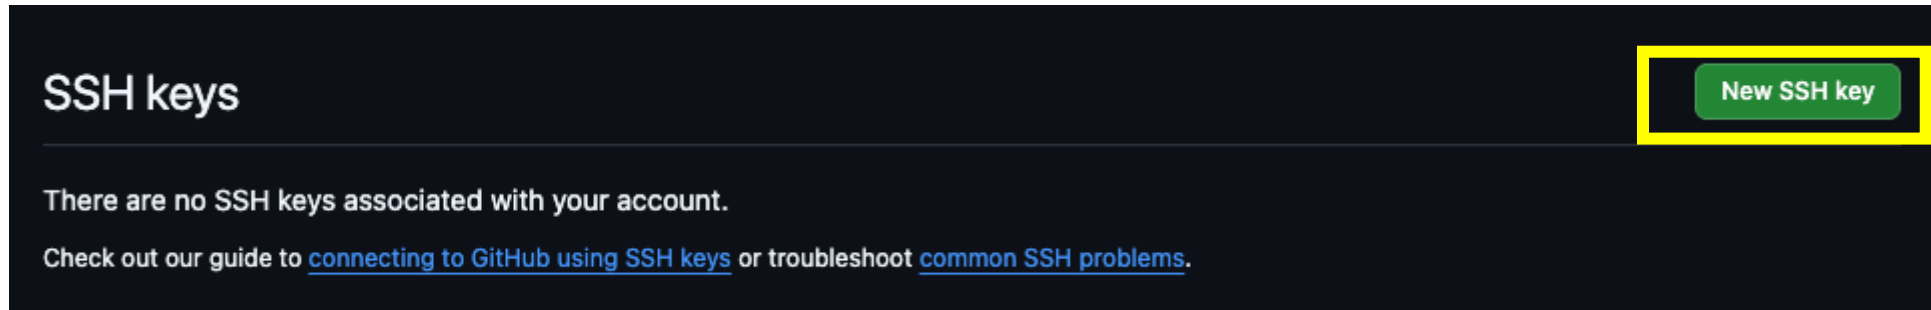 SSH keys
New SSH key
There are no SSH keys associated with your account.
Check out our guide to connecting to GitHub using SSH keys or troubleshoot common SSH problems.